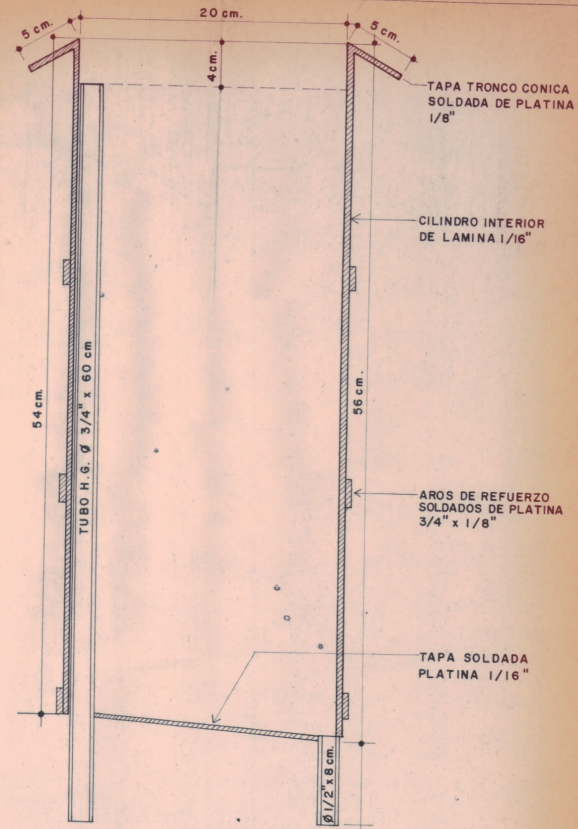 5 cm.
20 cm.
5 cm.
4 cm.
TAPA TRONCO CONICA
SOLDADA DE PLATINA
1/8"
CILINDRO INTERIOR
DE LAMINA 1/16"
54 cm.
TUBO H.G. Ø 3/4" x 60 cm
56 cm.
AROS DE REFUERZO
SOLDADOS DE PLATINA
3/4" x 1/8"
TAPA SOLDADA
PLATINA 1/16"
Ø 1/2" x 8 cm.